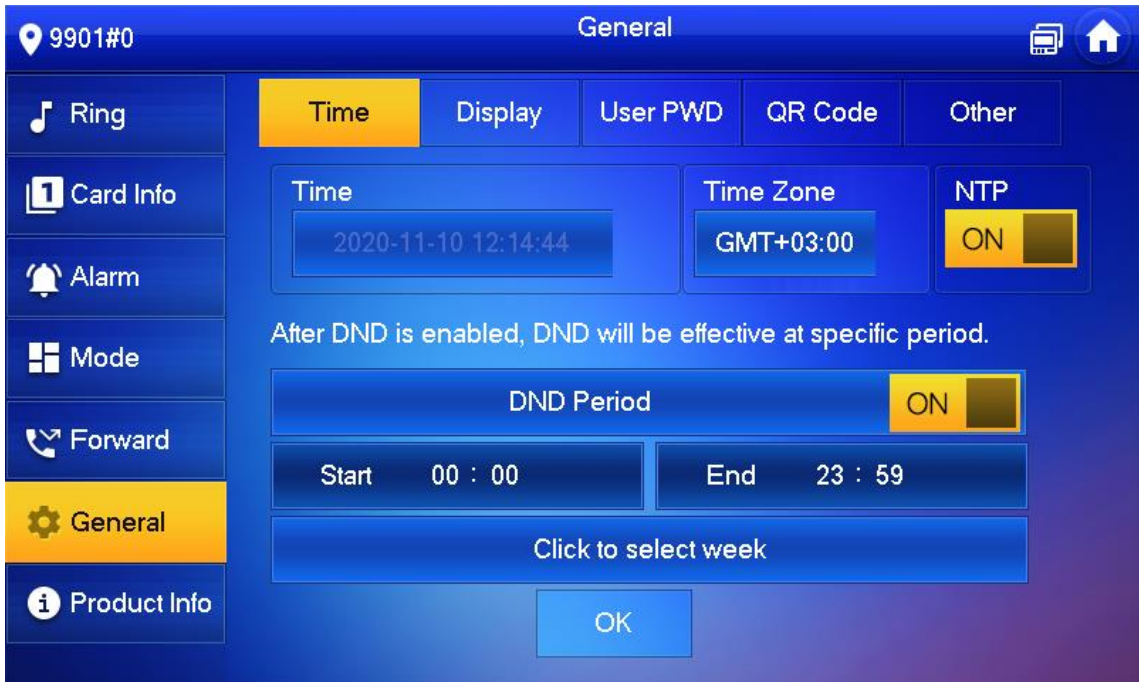 9901#0
General
Ring
Card Info
Alarm
Mode
Forward
General
Product Info
Time Display User PWD QR Code Other
Time Time Zone NTP
2020-11-10 12:14:44 GMT+03:00 ON
After DND is enabled, DND will be effective at specific period.
DND Period ON
Start 00 : 00 End 23 : 59
Click to select week
OK